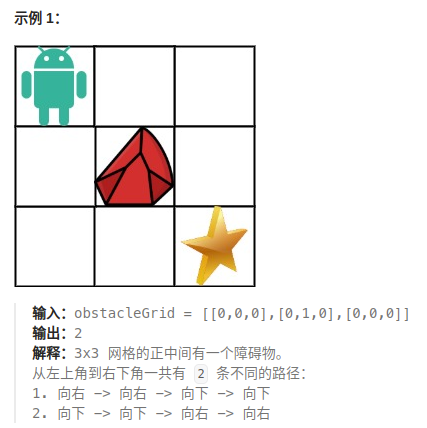 示例 1：
输入：obstacleGrid = [[0,0,0],[0,1,0],[0,0,0]]
输出：2
解释：3x3 网格的正中间有一个障碍物。
从左上角到右下角一共有 2 条不同的路径：
1. 向右 -> 向右 -> 向下 -> 向下
2. 向下 -> 向下 -> 向右 -> 向右